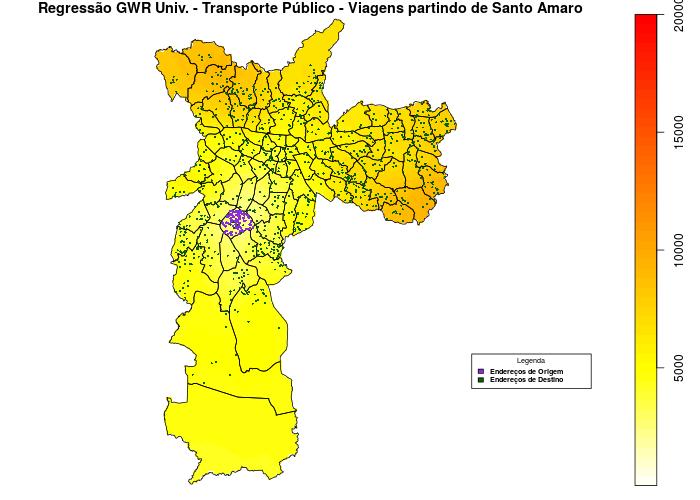 Regressão GWR Univ. - Transporte Público - Viagens partindo de Santo Amaro
20000
15000
10000
5000
Legenda
Endereços de Origem
Endereços de Destino